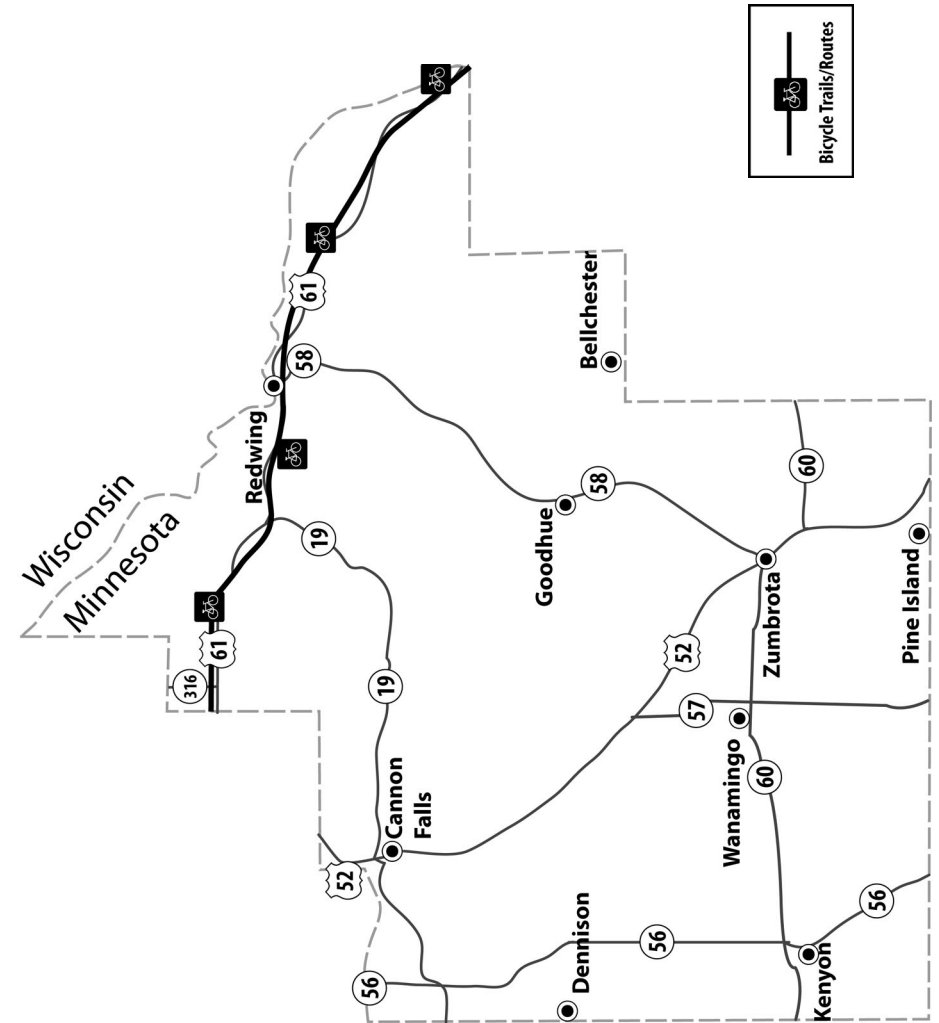 Wisconsin
Minnesota
316
61
Redwing
61
58
19
19
52
Cannon
Falls
Goodhue
58
Bellchester
52
57
60
Zumbrota
Wanamingo
60
Pine Island
Dennison
56
56
56
Kenyon
Bicycle Trails/Routes